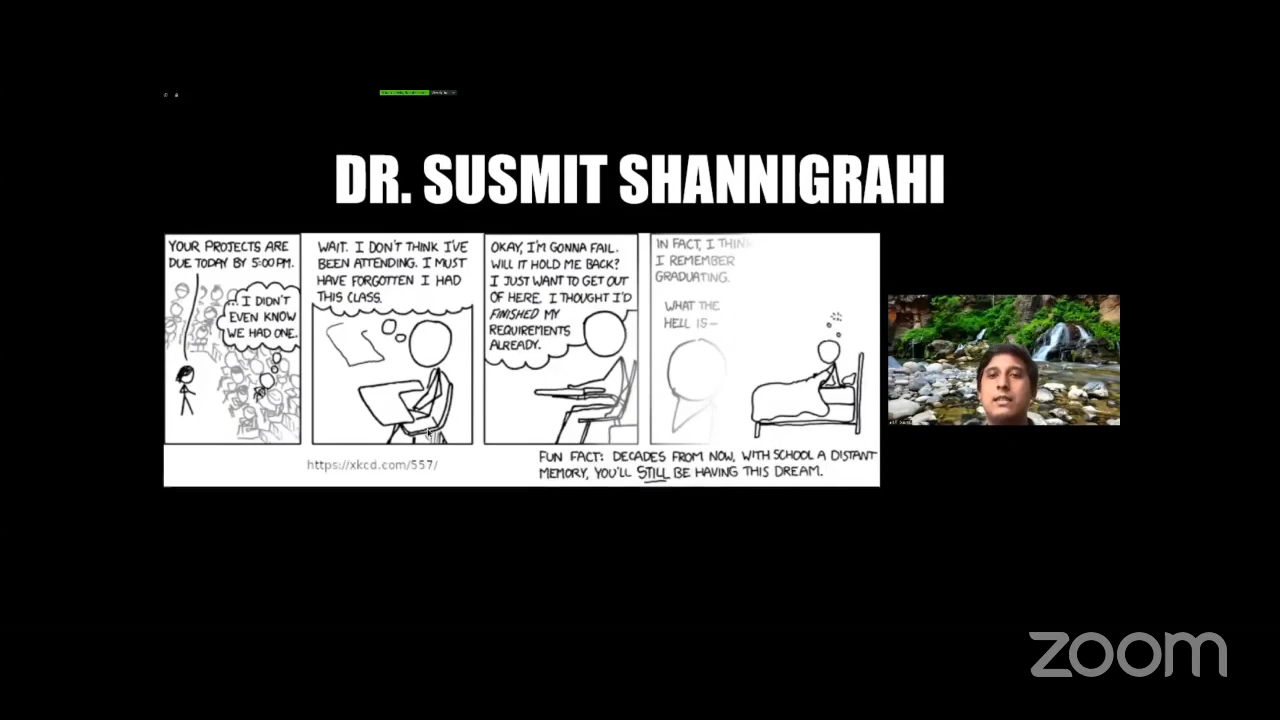 DR. SUSMIT SHANNIGRAHI
YOUR PROJECTS ARE
DUE TODAY BY 5:00 PM.
...I DIDN'T
EVEN KNOW
WE HAD ONE.
WAIT. I DON'T THINK I'VE
BEEN ATTENDING. I MUST
HAVE FORGOTTEN I HAD
THIS CLASS.
OKAY, I'M GONNA FAIL.
WILL IT HOLD ME BACK?
I JUST WANT TO GET OUT
OF HERE. I THOUGHT I'D
FINISHED MY
REQUIREMENTS
ALREADY.
IN FACT, I THINK
I REMEMBER
GRADUATING.
WHAT THE
HELL IS—
https://xkcd.com/557/
FUN FACT: DECADES FROM NOW, WITH SCHOOL A DISTANT
MEMORY, YOU'LL STILL BE HAVING THIS DREAM.
zoom